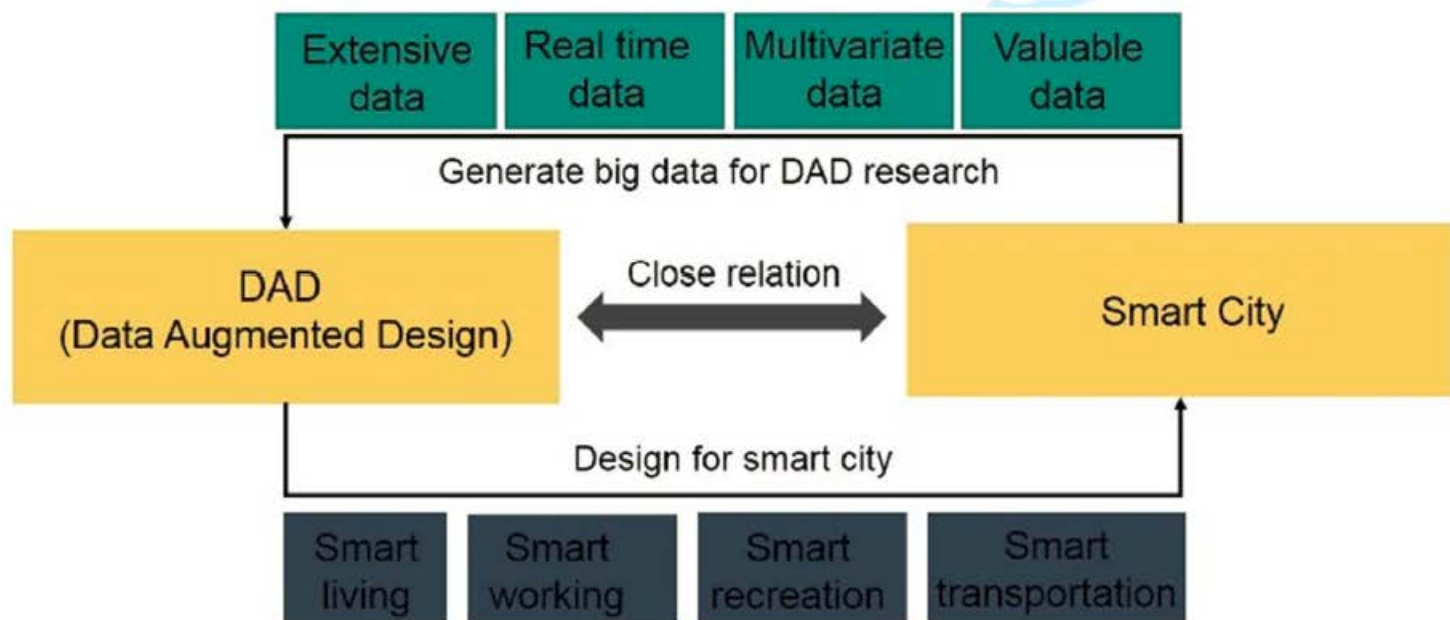 Extensive
data
Real time
data
Multivariate
data
Valuable
data
Generate big data for DAD research
DAD
(Data Augmented Design)
Close relation
Smart City
Design for smart city
Smart
living
Smart
working
Smart
recreation
Smart
transportation